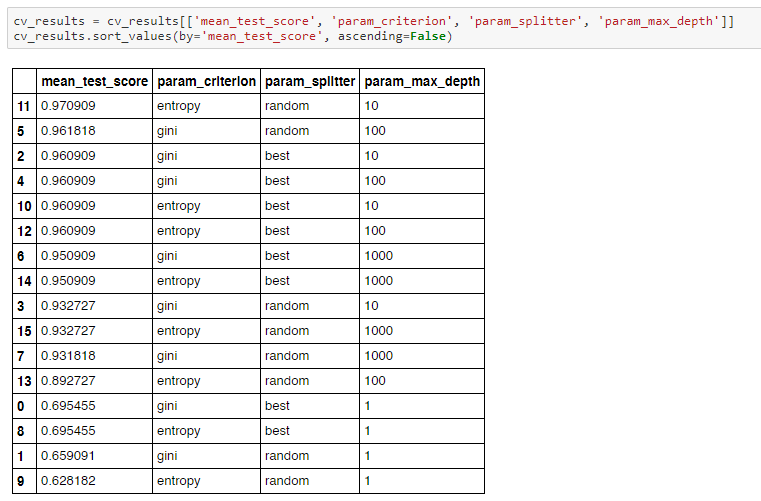 cv_results = cv_results[['mean_test_score', 'param_criterion', 'param_splitter', 'param_max_depth']]
cv_results.sort_values(by='mean_test_score', ascending=False)
mean_test_score param_criterion param_splitter param_max_depth
11 0.970909 entropy random 10
5 0.961818 gini random 100
2 0.960909 gini best 10
4 0.960909 gini best 100
10 0.960909 entropy best 10
12 0.960909 entropy best 100
6 0.950909 gini best 1000
14 0.950909 entropy best 1000
3 0.932727 gini random 10
15 0.932727 entropy random 1000
7 0.931818 gini random 1000
13 0.892727 entropy random 100
0 0.695455 gini best 1
8 0.695455 entropy best 1
1 0.659091 gini random 1
9 0.628182 entropy random 1